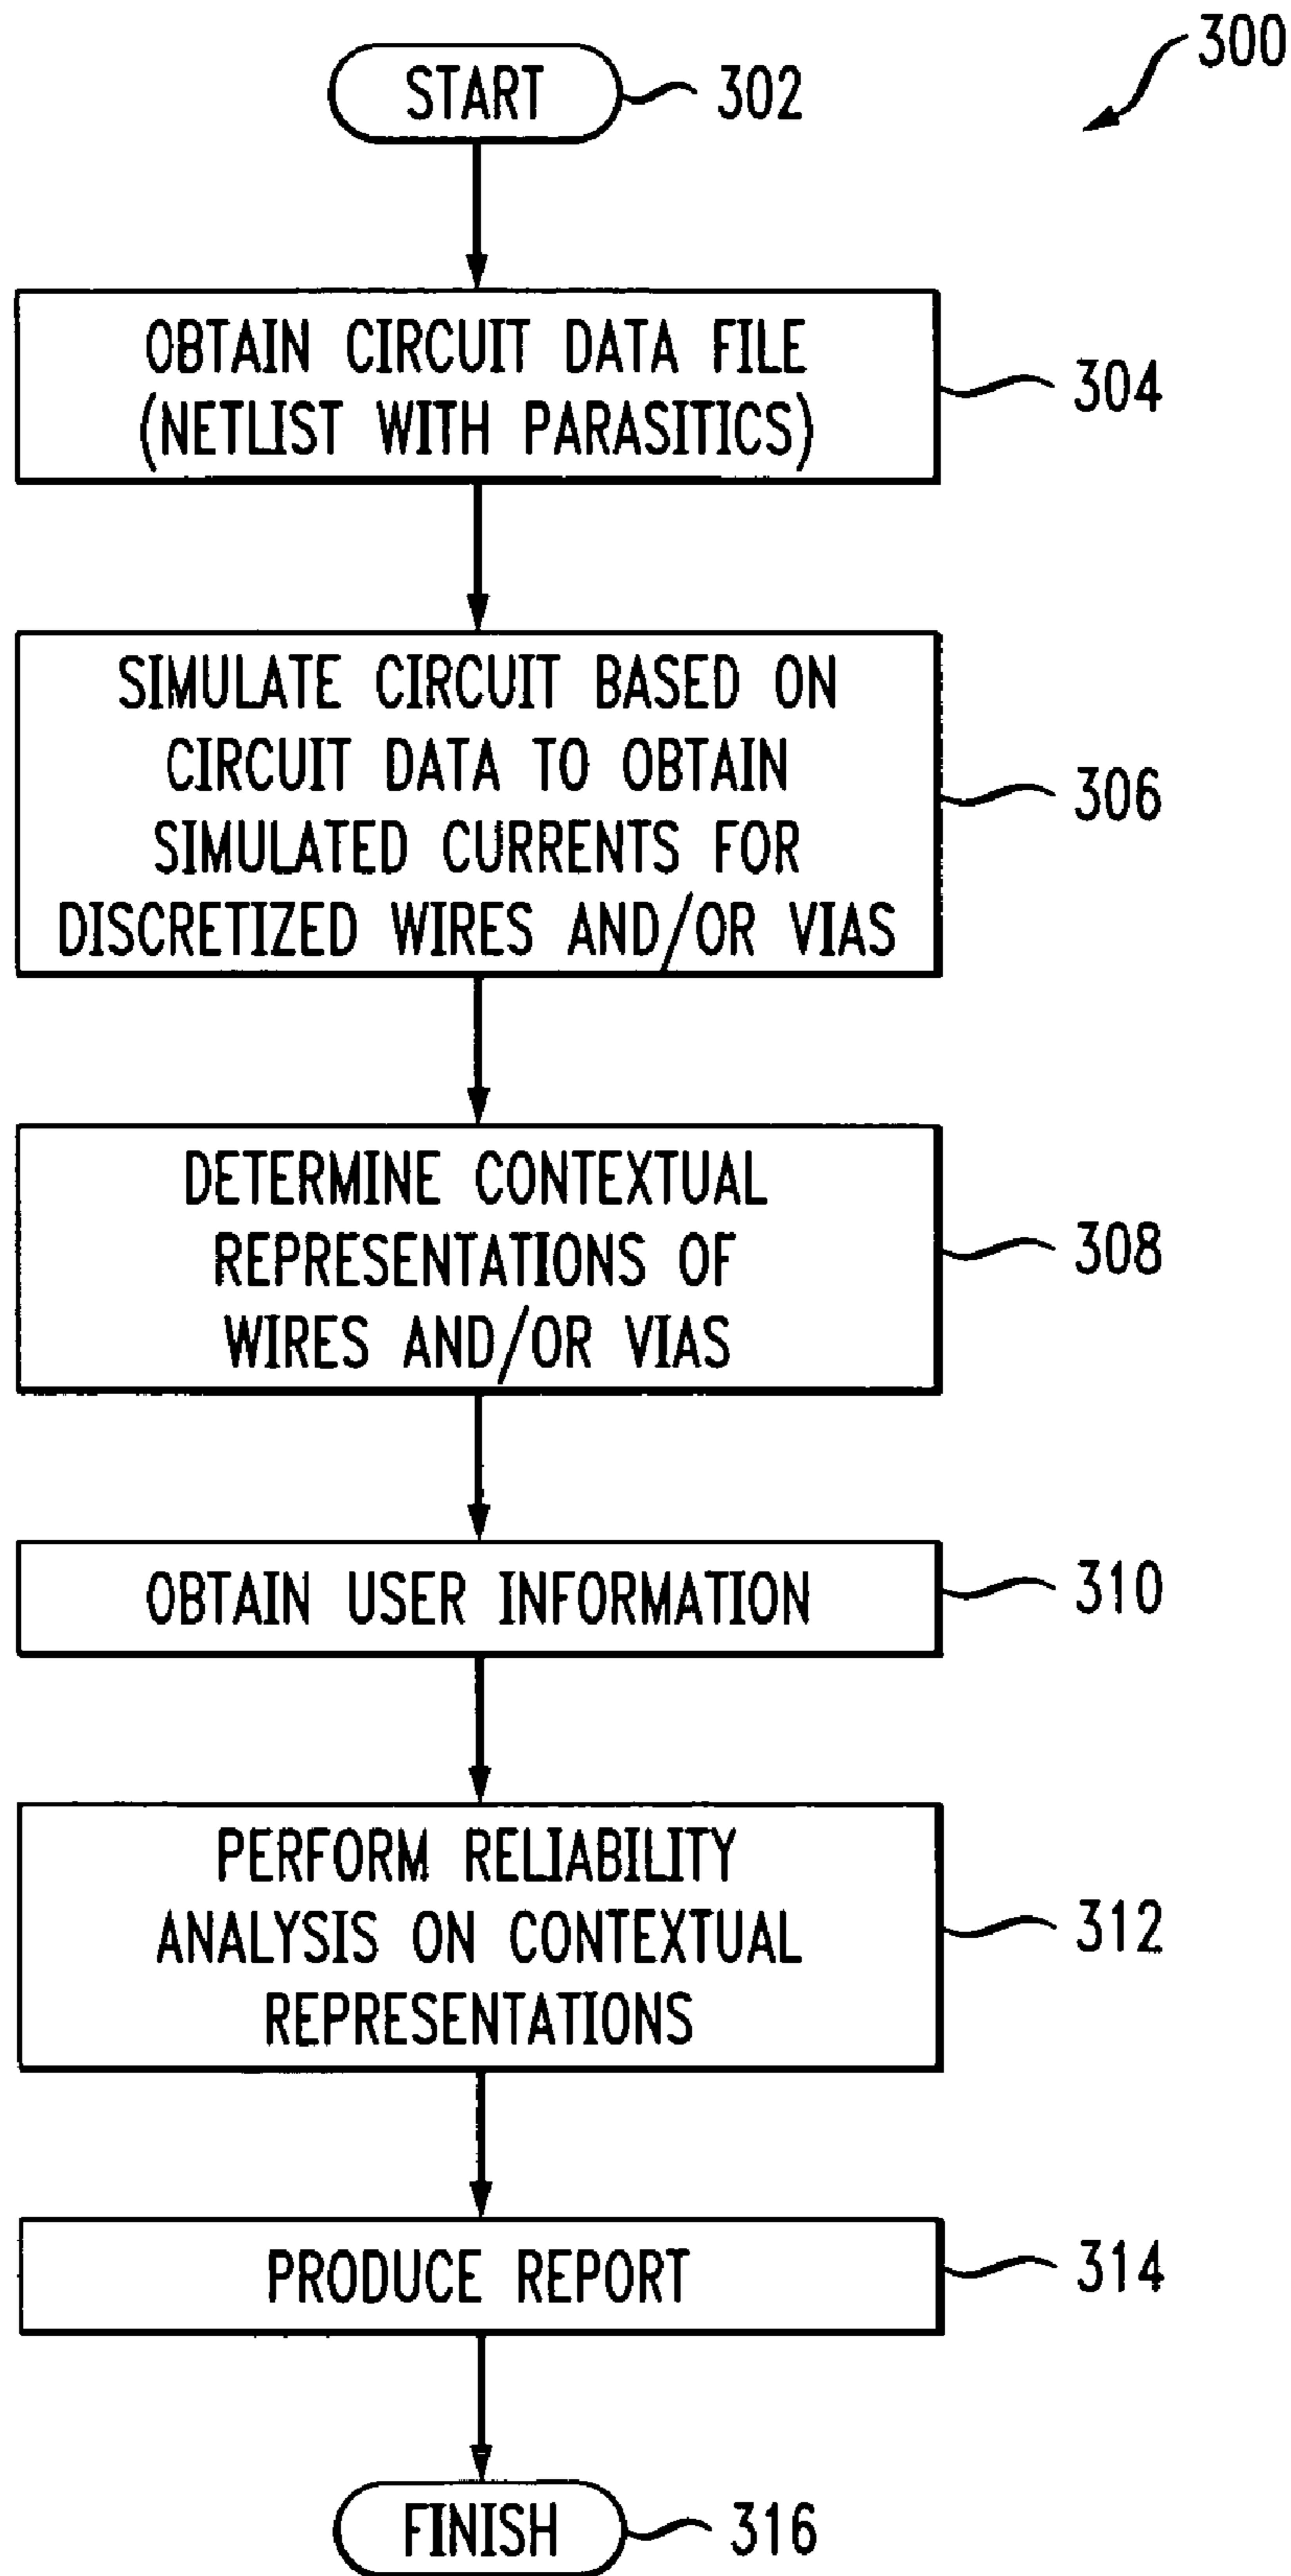 300
START
302
OBTAIN CIRCUIT DATA FILE
(NETLIST WITH PARASITICS)
304
SIMULATE CIRCUIT BASED ON
CIRCUIT DATA TO OBTAIN
SIMULATED CURRENTS FOR
DISCRETIZED WIRES AND/OR VIAS
306
DETERMINE CONTEXTUAL
REPRESENTATIONS OF
WIRES AND/OR VIAS
308
OBTAIN USER INFORMATION
310
PERFORM RELIABILITY
ANALYSIS ON CONTEXTUAL
REPRESENTATIONS
312
PRODUCE REPORT
314
FINISH
316